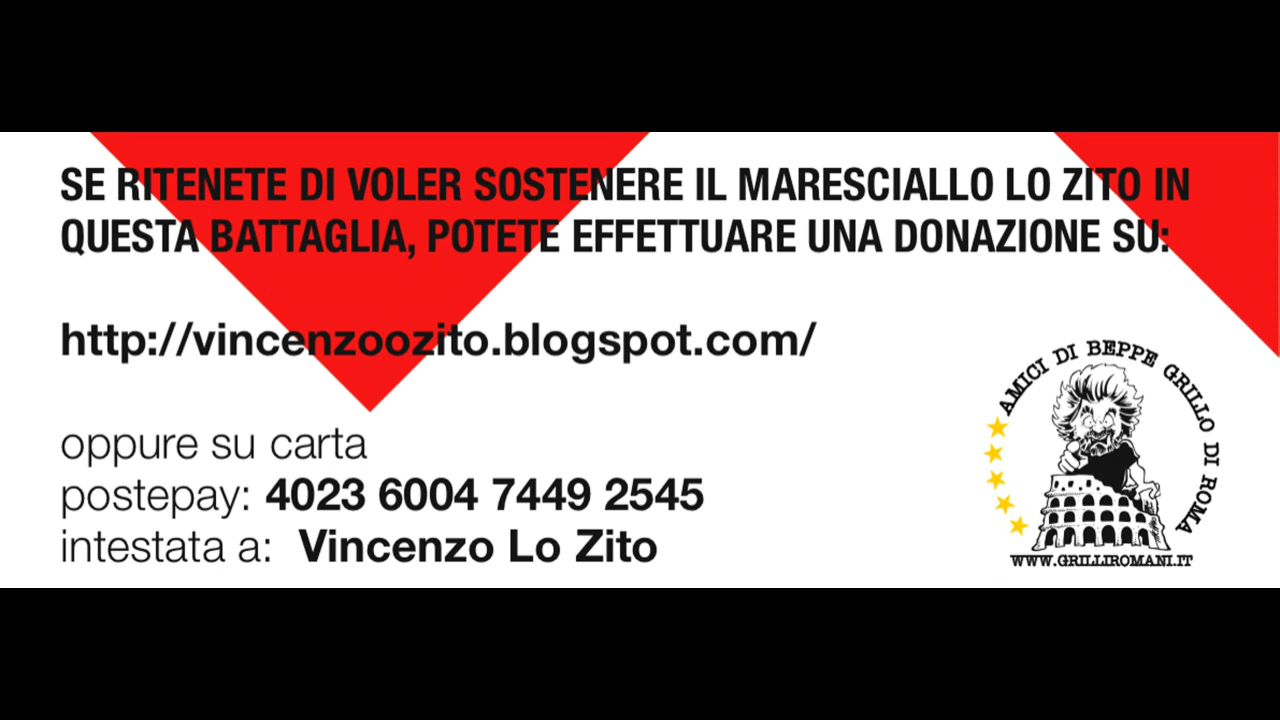 SE RITENETE DI VOLER SOSTENERE IL MARESCIALLO LO ZITO IN
QUESTA BATTAGLIA, POTETE EFFETTUARE UNA DONAZIONE SU:
http://vincenzoozito.blogspot.com/
oppure su carta
postepay: 4023 6004 7449 2545
intestata a: Vincenzo Lo Zito
AMICI DI BEPPE GRILLO DI ROMA
WWW.GRILLIROMANI.IT